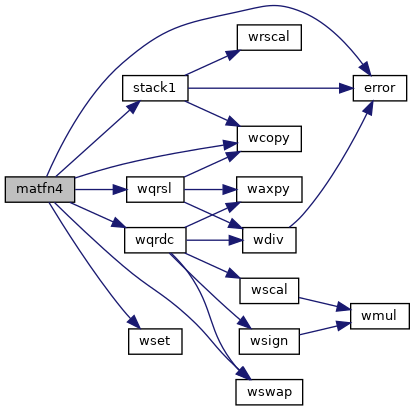 wrscal
stack1
error
wcopy
matfn4
wqrsl
waxpy
wqrdc
wdiv
wscal
wmul
wset
wsign
wswap